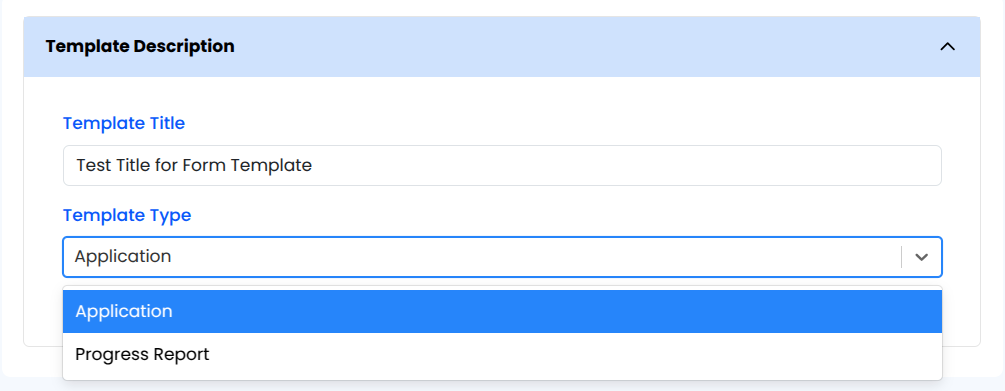 Template Description
Template Title
Test Title for Form Template
Template Type
Application
Application
Progress Report